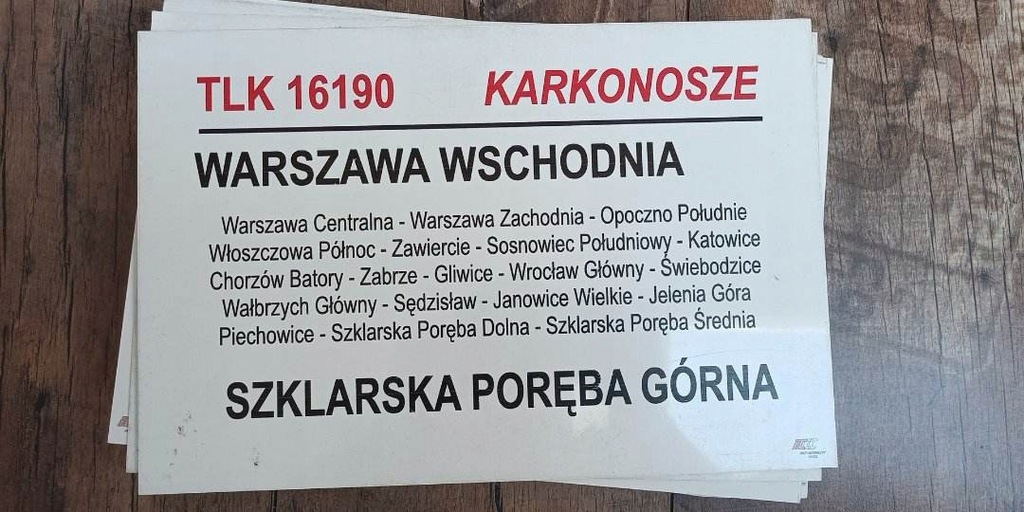 TLK 16190 KARKONOSZE
WARSZAWA WSCHODNIA
Warszawa Centralna - Warszawa Zachodnia - Opoczno Południe
Włoszczowa Północ - Zawiercie - Sosnowiec Południowy - Katowice
Chorzów Batory - Zabrze - Gliwice - Wrocław Główny - Świebodzice
Wałbrzych Główny - Sędzisław - Janowice Wielkie - Jelenia Góra
Piechowice - Szklarska Poręba Dolna - Szklarska Poręba Średnia
SZKLARSKA PORĘBA GÓRNA